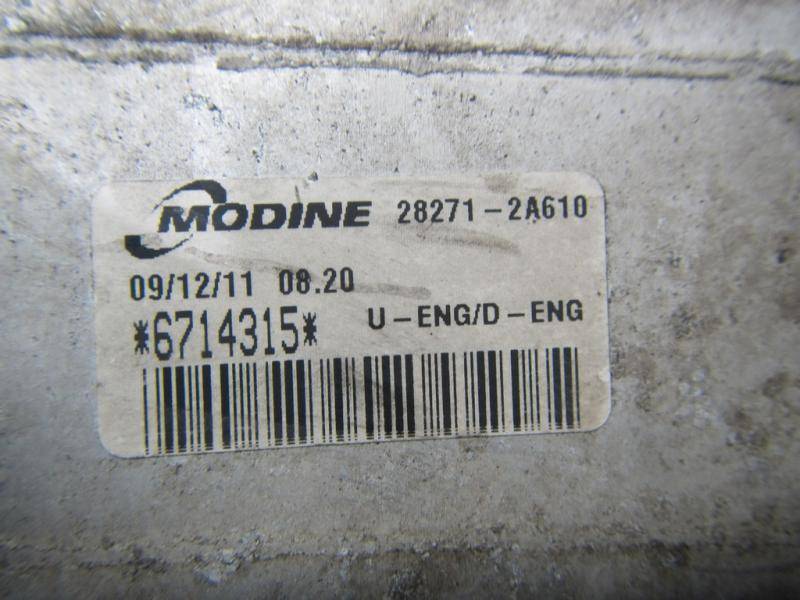 MODINE 28271-2A610
09/12/11 08.20
*6714315* U-ENG/D-ENG